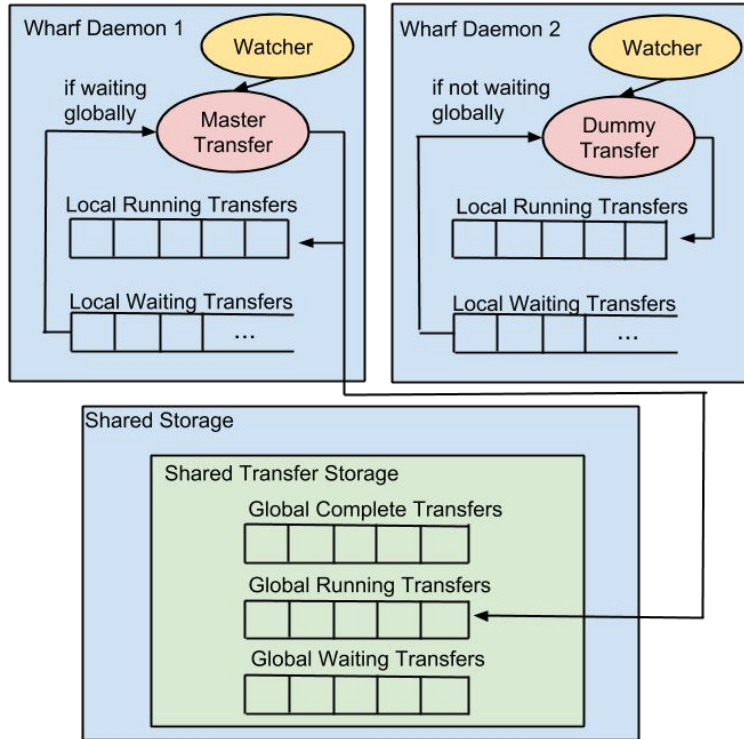 Wharf Daemon 1
Watcher
if waiting
globally
Master
Transfer
Local Running Transfers
Local Waiting Transfers
...
Wharf Daemon 2
Watcher
if not waiting
globally
Dummy
Transfer
Local Running Transfers
Local Waiting Transfers
...
Shared Storage
Shared Transfer Storage
Global Complete Transfers
Global Running Transfers
Global Waiting Transfers